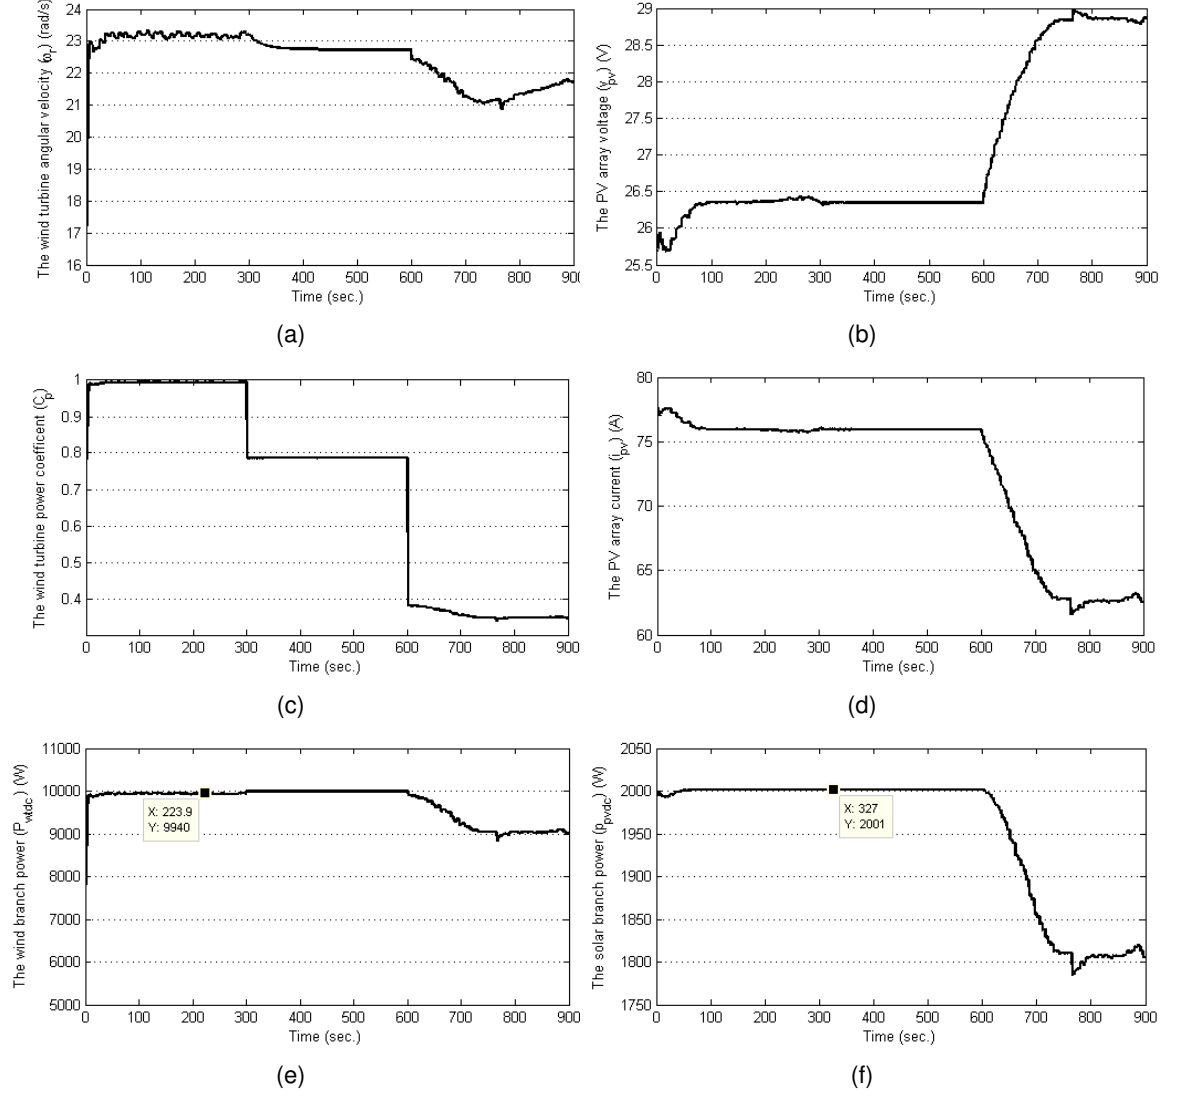 The wind turbine angular velocity (ωr) (rad/s)
24
23
22
21
20
19
18
17
16
0 100 200 300 400 500 600 700 800 900
Time (sec.)
(a)
The PV array voltage (vpv) (V)
29
28.5
28
27.5
27
26.5
26
25.5
0 100 200 300 400 500 600 700 800 900
Time (sec.)
(b)
The wind turbine power coefficent (Cp)
1
0.9
0.8
0.7
0.6
0.5
0.4
0 100 200 300 400 500 600 700 800 900
Time (sec.)
(c)
The PV array current (ipv) (A)
80
75
70
65
60
0 100 200 300 400 500 600 700 800 900
Time (sec.)
(d)
The wind branch power (Pwtdc) (W)
11000
10000
9000
8000
7000
6000
5000
X: 223.9
Y: 9940
0 100 200 300 400 500 600 700 800 900
Time (sec.)
(e)
The solar branch power (ppvdc) (W)
2050
2000
1950
1900
1850
1800
1750
X: 327
Y: 2001
0 100 200 300 400 500 600 700 800 900
Time (sec.)
(f)